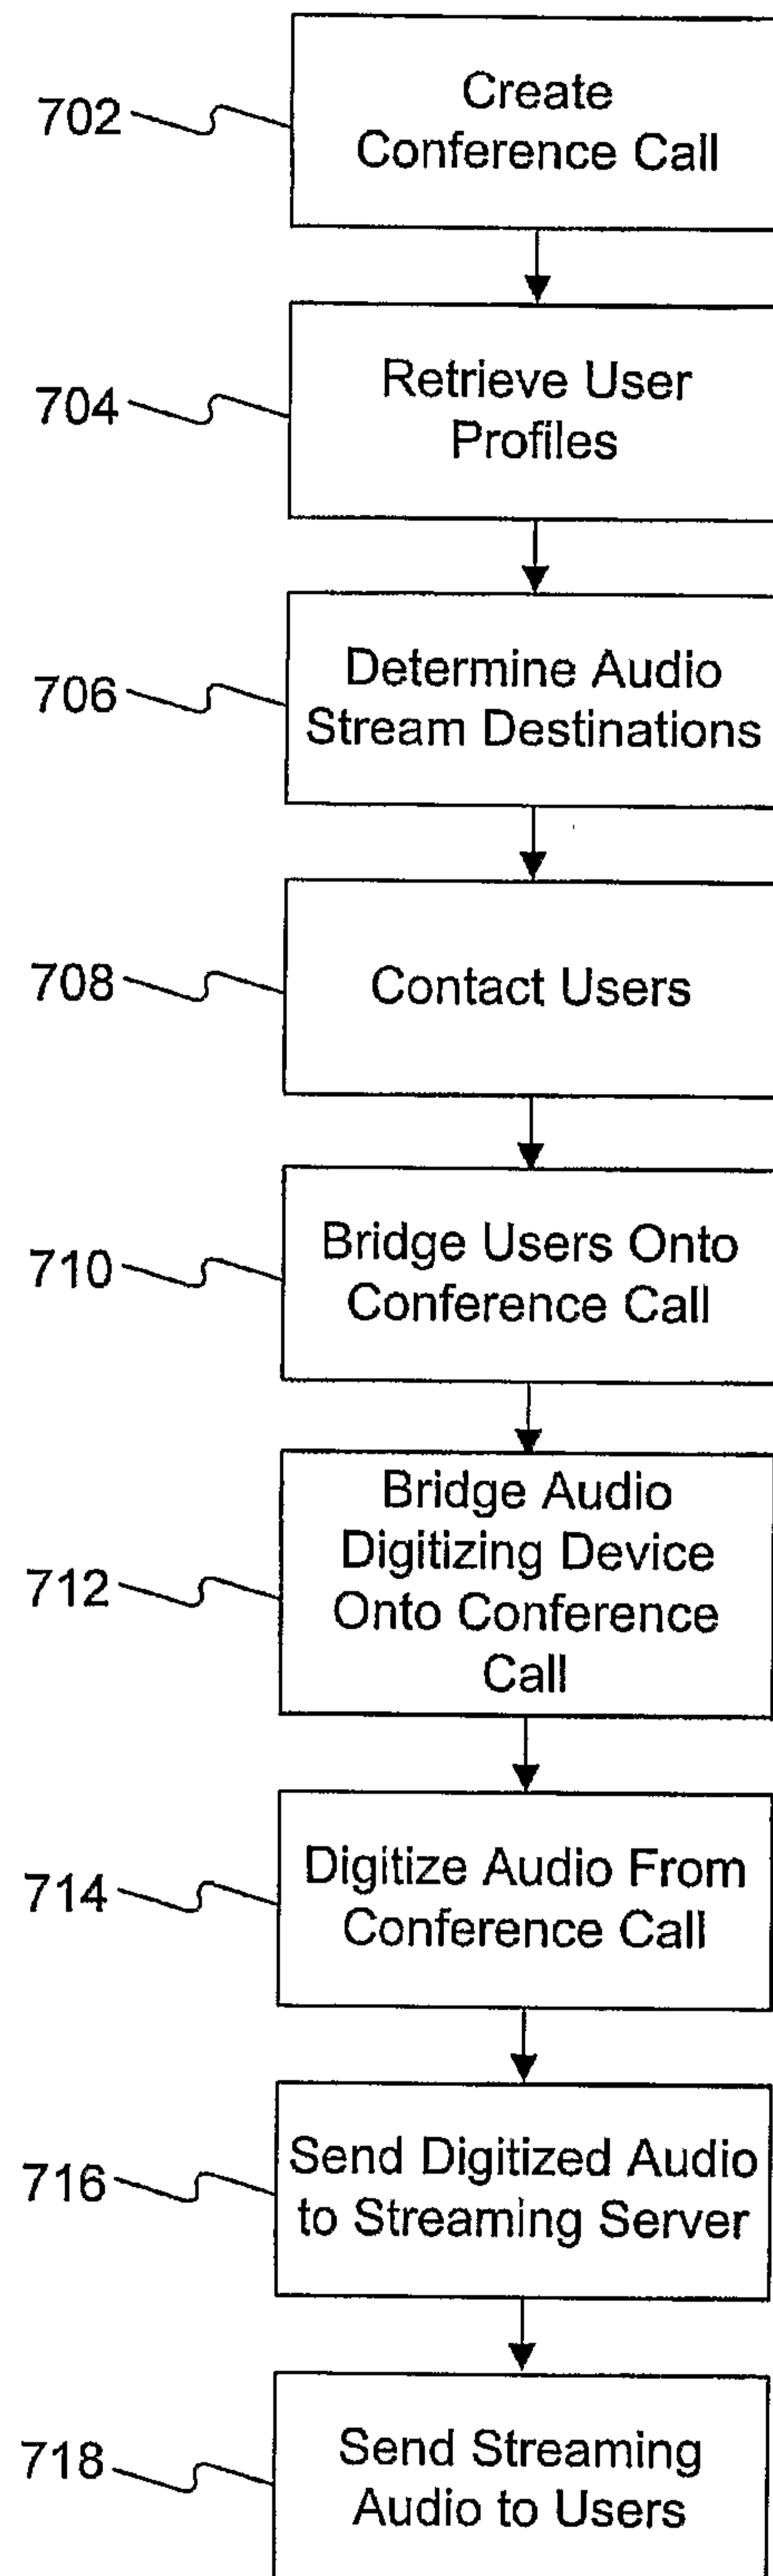 702
Create
Conference Call
704
Retrieve User
Profiles
706
Determine Audio
Stream Destinations
708
Contact Users
710
Bridge Users Onto
Conference Call
712
Bridge Audio
Digitizing Device
Onto Conference
Call
714
Digitize Audio From
Conference Call
716
Send Digitized Audio
to Streaming Server
718
Send Streaming
Audio to Users